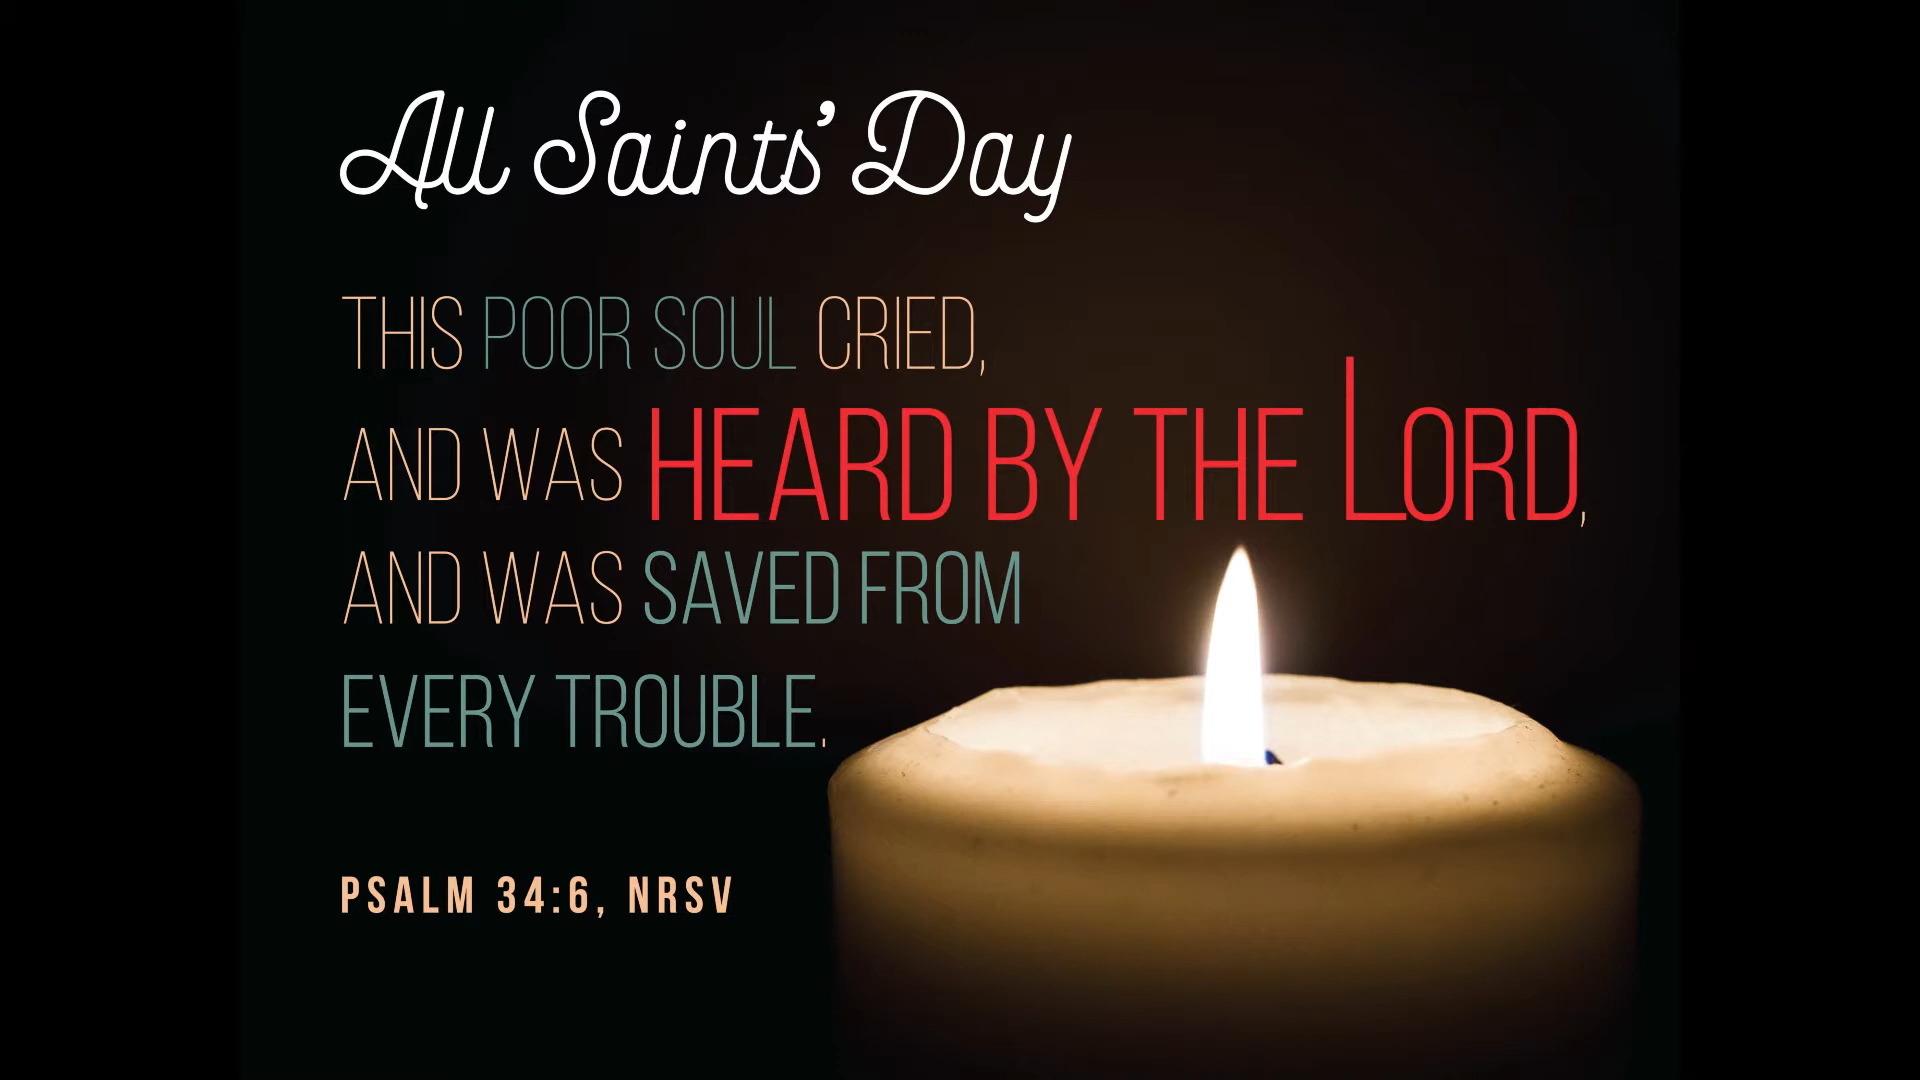 All Saints’ Day
THIS POOR SOUL CRIED,
AND WAS HEARD BY THE LORD,
AND WAS SAVED FROM
EVERY TROUBLE.
PSALM 34:6, NRSV